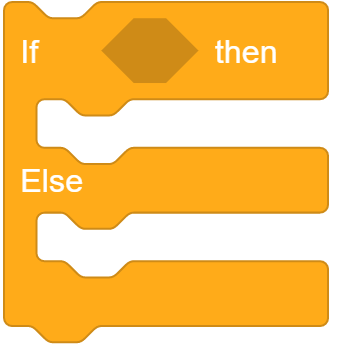 If then
Else